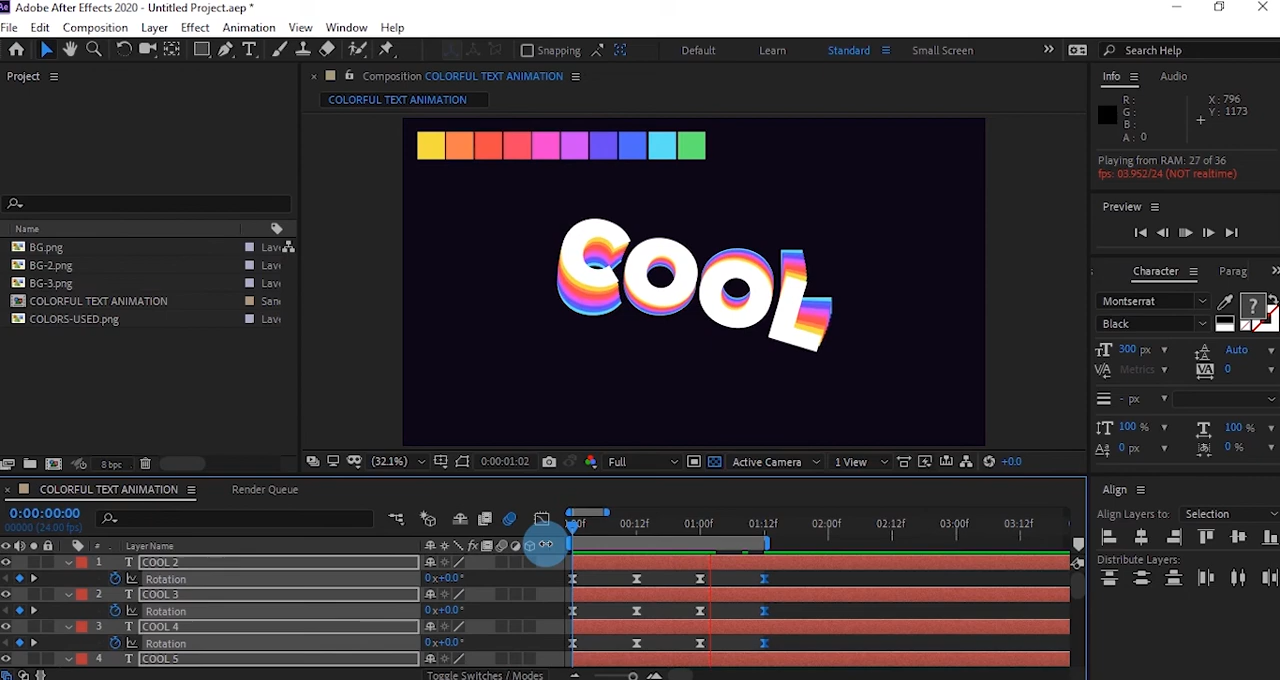 Adobe After Effects 2020 - Untitled Project.aep *
File Edit Composition Layer Effect Animation View Window Help
Snapping Default Learn Standard Small Screen Search Help
Project
Composition COLORFUL TEXT ANIMATION
COLORFUL TEXT ANIMATION
Name
BG.png
BG-2.png
BG-3.png
COLORFUL TEXT ANIMATION
COLORS-USED.png
8 bpc
COOL
(32.1%) 0:00:01:02 Full Active Camera 1 View +0.0
Info Audio
R: X: 796
G: Y: 1173
B:
A: 0
Playing from RAM: 27 of 36
fps: 03.952/24 (NOT realtime)
Preview
Character Parag
Montserrat
Black
300 px Auto
Metrics 0
- px
100 % 100 %
0 px 0 %
COLORFUL TEXT ANIMATION Render Queue
0:00:00:00
00000 (24.00 fps)
00:12f 01:00f 01:12f 02:00f 02:12f 03:00f 03:12f
# Layer Name
1 T COOL 2
Rotation 0x+0.0°
2 T COOL 3
Rotation 0x+0.0°
3 T COOL 4
Rotation 0x+0.0°
4 T COOL 5
Toggle Switches / Modes
Align
Align Layers to: Selection
Distribute Layers: